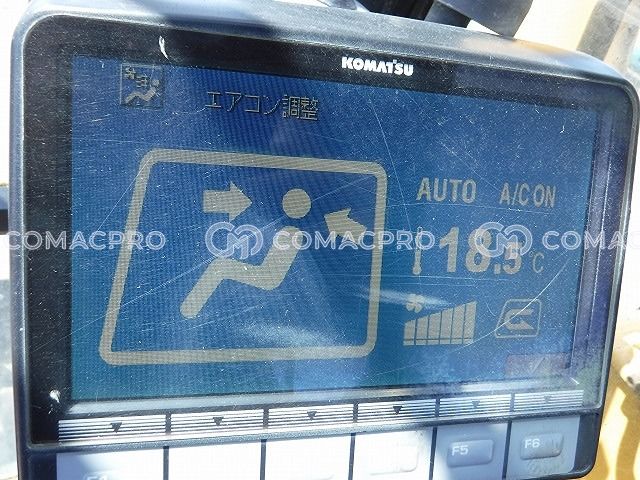 KOMATSU
エアコン調整
AUTO A/C ON
COMACPRO COMACPRO COMACPRO
18.5°C
F5 F6